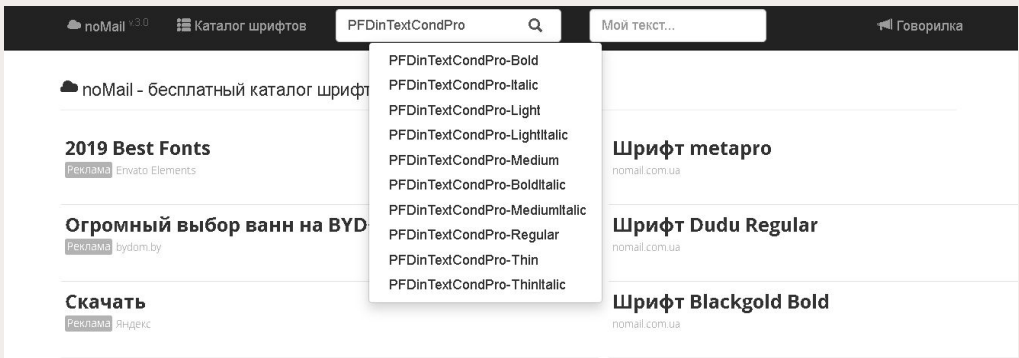 noMail v.3.0
Каталог шрифтов
PFDinTextCondPro
Мой текст...
Говорилка
PFDinTextCondPro-Bold
PFDinTextCondPro-Italic
PFDinTextCondPro-Light
PFDinTextCondPro-LightItalic
PFDinTextCondPro-Medium
PFDinTextCondPro-BoldItalic
PFDinTextCondPro-MediumItalic
PFDinTextCondPro-Regular
PFDinTextCondPro-Thin
PFDinTextCondPro-ThinItalic
noMail - бесплатный каталог шрифт
2019 Best Fonts
Реклама Envato Elements
Огромный выбор ванн на BYD
Реклама bydom.by
Скачать
Реклама Яндекс
Шрифт metapro
nomail.com.ua
Шрифт Dudu Regular
nomail.com.ua
Шрифт Blackgold Bold
nomail.com.ua